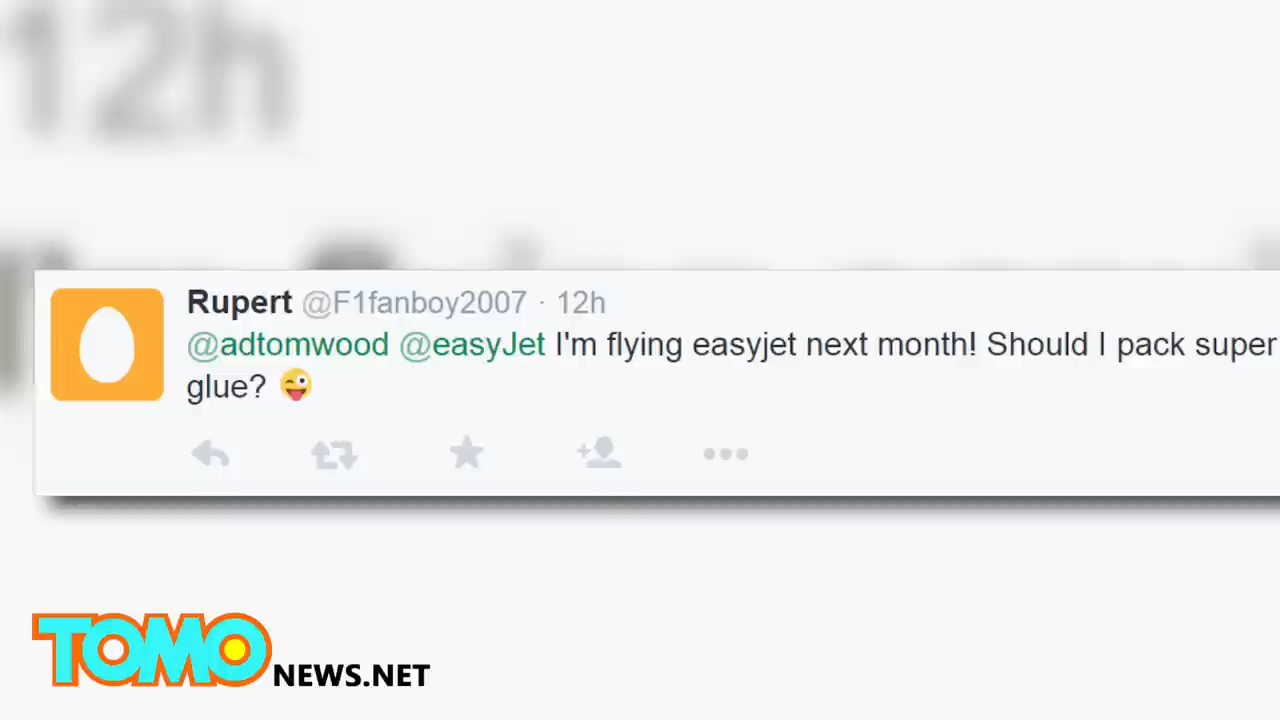 12h
Rupert @F1fanboy2007 · 12h
@adtomwood @easyJet I'm flying easyjet next month! Should I pack super
glue? 😜
TOMO NEWS.NET